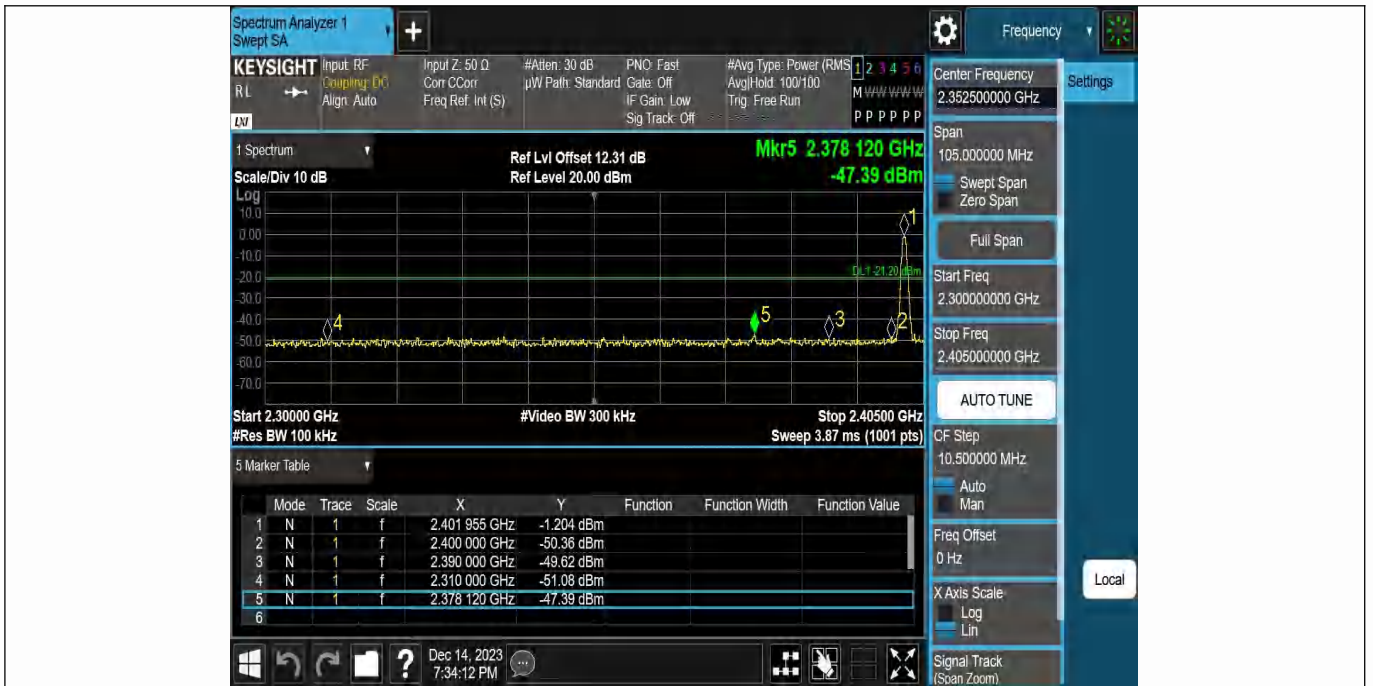 Spectrum Analyzer 1
Swept SA
Frequency
KEYSIGHT
RL
LXI
Input: RF
Coupling: DC
Align: Auto
Input Z: 50 Ω
Corr CCorr
Freq Ref: Int (S)
#Atten: 30 dB
µW Path: Standard
PNO: Fast
Gate: Off
IF Gain: Low
Sig Track: Off
#Avg Type: Power (RMS
Avg|Hold: 100/100
Trig: Free Run
1 2 3 4 5 6
M W W W W W
P P P P P P
1 Spectrum
Scale/Div 10 dB
Ref Lvl Offset 12.31 dB
Ref Level 20.00 dBm
Mkr5 2.378 120 GHz
-47.39 dBm
Log
10.0
0.00
-10.0
-20.0
-30.0
-40.0
-50.0
-60.0
-70.0
1
DL1 -21.20 dBm
4
5
3
2
Start 2.30000 GHz
#Video BW 300 kHz
Stop 2.40500 GHz
#Res BW 100 kHz
Sweep 3.87 ms (1001 pts)
5 Marker Table
Mode Trace Scale X Y Function Function Width Function Value
1 N 1 f 2.401 955 GHz -1.204 dBm
2 N 1 f 2.400 000 GHz -50.36 dBm
3 N 1 f 2.390 000 GHz -49.62 dBm
4 N 1 f 2.310 000 GHz -51.08 dBm
5 N 1 f 2.378 120 GHz -47.39 dBm
6
Dec 14, 2023
7:34:12 PM
Center Frequency
2.352500000 GHz
Settings
Span
105.000000 MHz
Swept Span
Zero Span
Full Span
Start Freq
2.300000000 GHz
Stop Freq
2.405000000 GHz
AUTO TUNE
CF Step
10.500000 MHz
Auto
Man
Freq Offset
0 Hz
X Axis Scale
Log
Lin
Local
Signal Track
(Span Zoom)